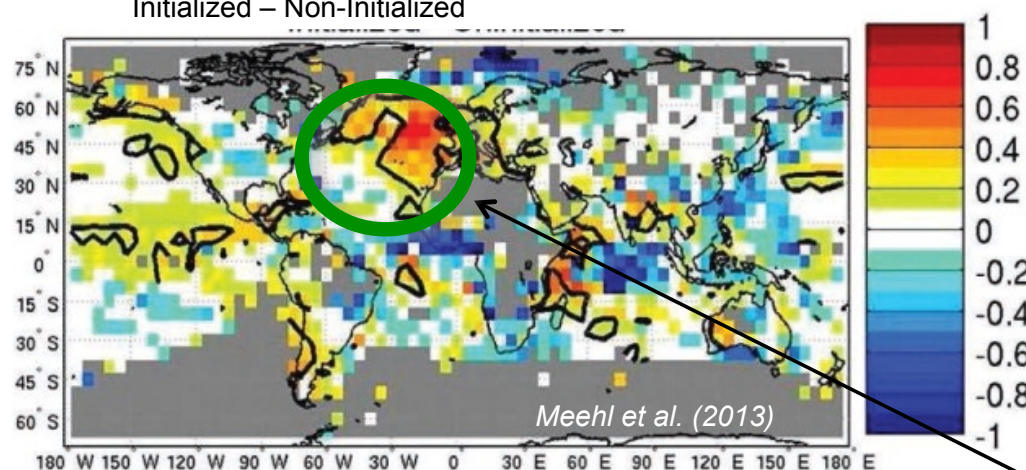 Initialized – Non-Initialized
1
75° N
0.8
60° N
0.6
45° N
0.4
30° N
0.2
15° N
0
0°
-0.2
15° S
-0.4
30° S
-0.6
45° S
-0.8
60° S
Meehl et al. (2013)
-1
180 W 150 W 120 W 90 W 60 W 30 W 0 30 E 60 E 90 E 120 E 150 E 180 E